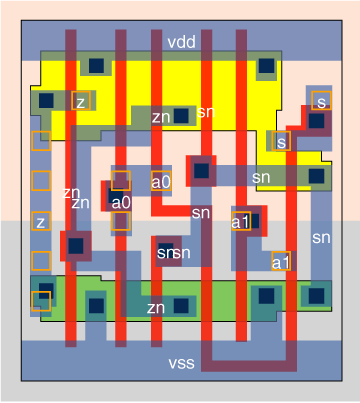 vdd
z s
zn sn
s
a0 sn
zn zn a0
sn
z a1
sn sn sn
a1
zn
vss